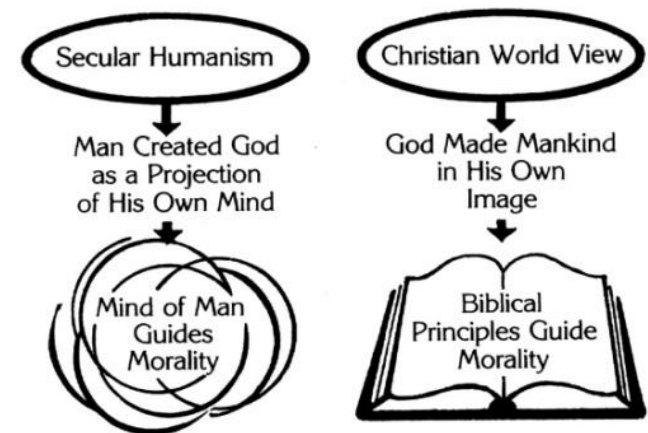 Secular Humanism
Man Created God
as a Projection
of His Own Mind
Mind of Man
Guides
Morality
Christian World View
God Made Mankind
in His Own
Image
Biblical
Principles Guide
Morality